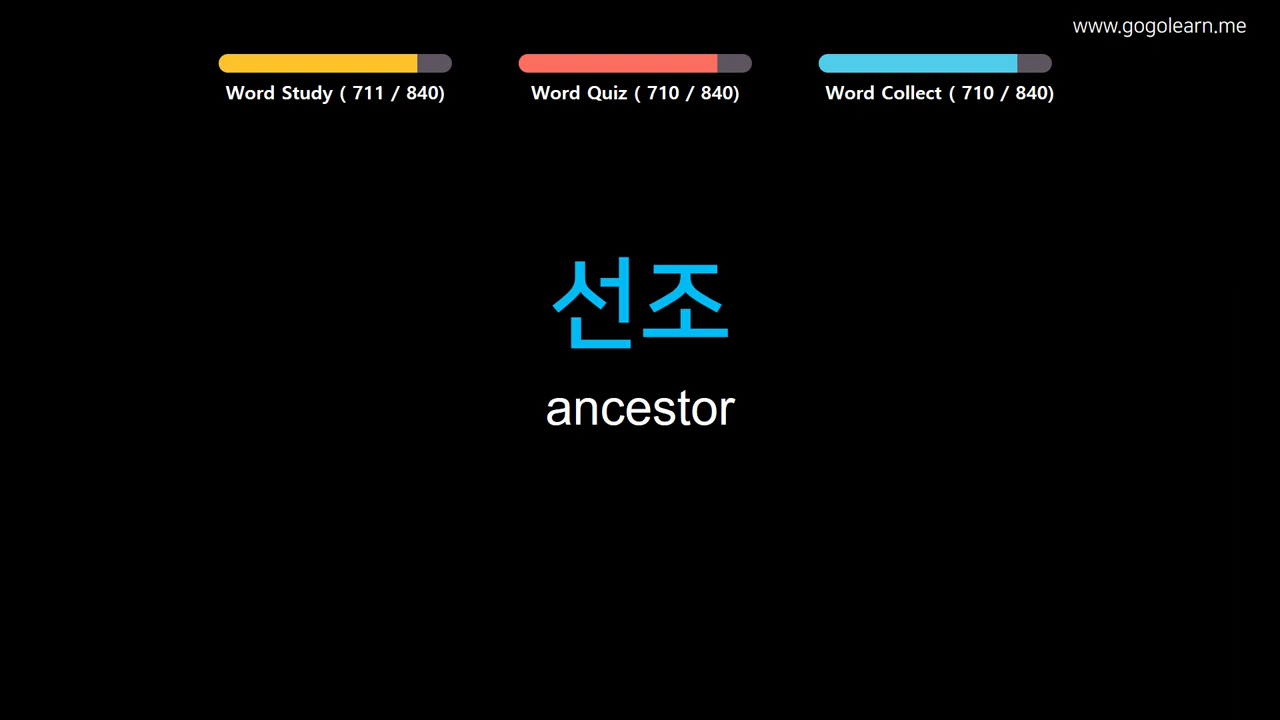 www.gogolearn.me
Word Study ( 711 / 840)
Word Quiz ( 710 / 840)
Word Collect ( 710 / 840)
선조
ancestor